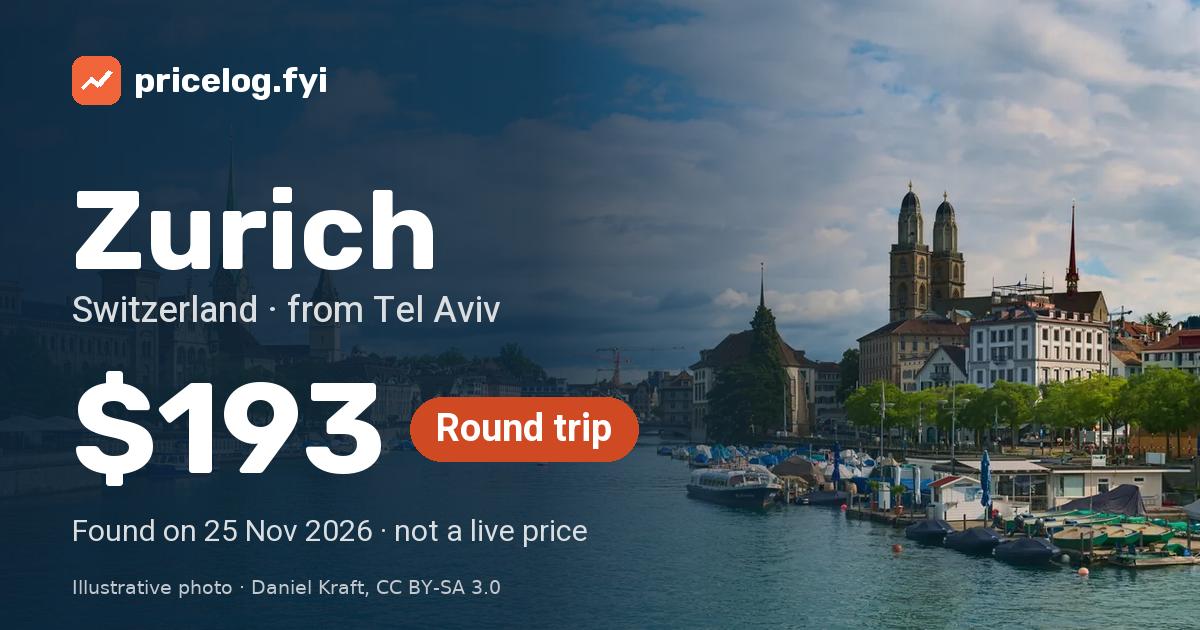 pricelog.fyi
Zurich
Switzerland · from Tel Aviv
$193 Round trip
Found on 25 Nov 2026 · not a live price
Illustrative photo · Daniel Kraft, CC BY-SA 3.0